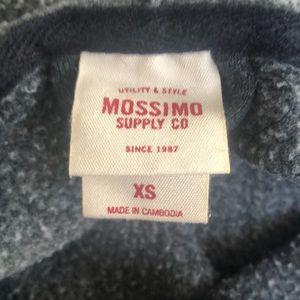 UTILITY & STYLE
MOSSIMO
SUPPLY CO
SINCE 1987
XS
MADE IN CAMBODIA